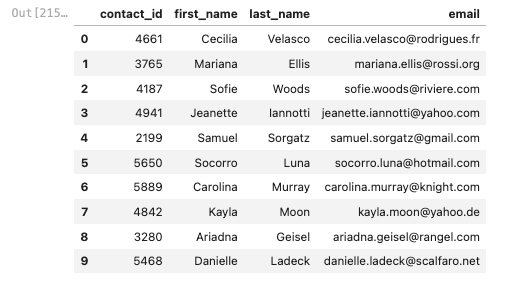 Out[215…
contact_id first_name last_name email
0 4661 Cecilia Velasco cecilia.velasco@rodrigues.fr
1 3765 Mariana Ellis mariana.ellis@rossi.org
2 4187 Sofie Woods sofie.woods@riviere.com
3 4941 Jeanette Iannotti jeanette.iannotti@yahoo.com
4 2199 Samuel Sorgatz samuel.sorgatz@gmail.com
5 5650 Socorro Luna socorro.luna@hotmail.com
6 5889 Carolina Murray carolina.murray@knight.com
7 4842 Kayla Moon kayla.moon@yahoo.de
8 3280 Ariadna Geisel ariadna.geisel@rangel.com
9 5468 Danielle Ladeck danielle.ladeck@scalfaro.net